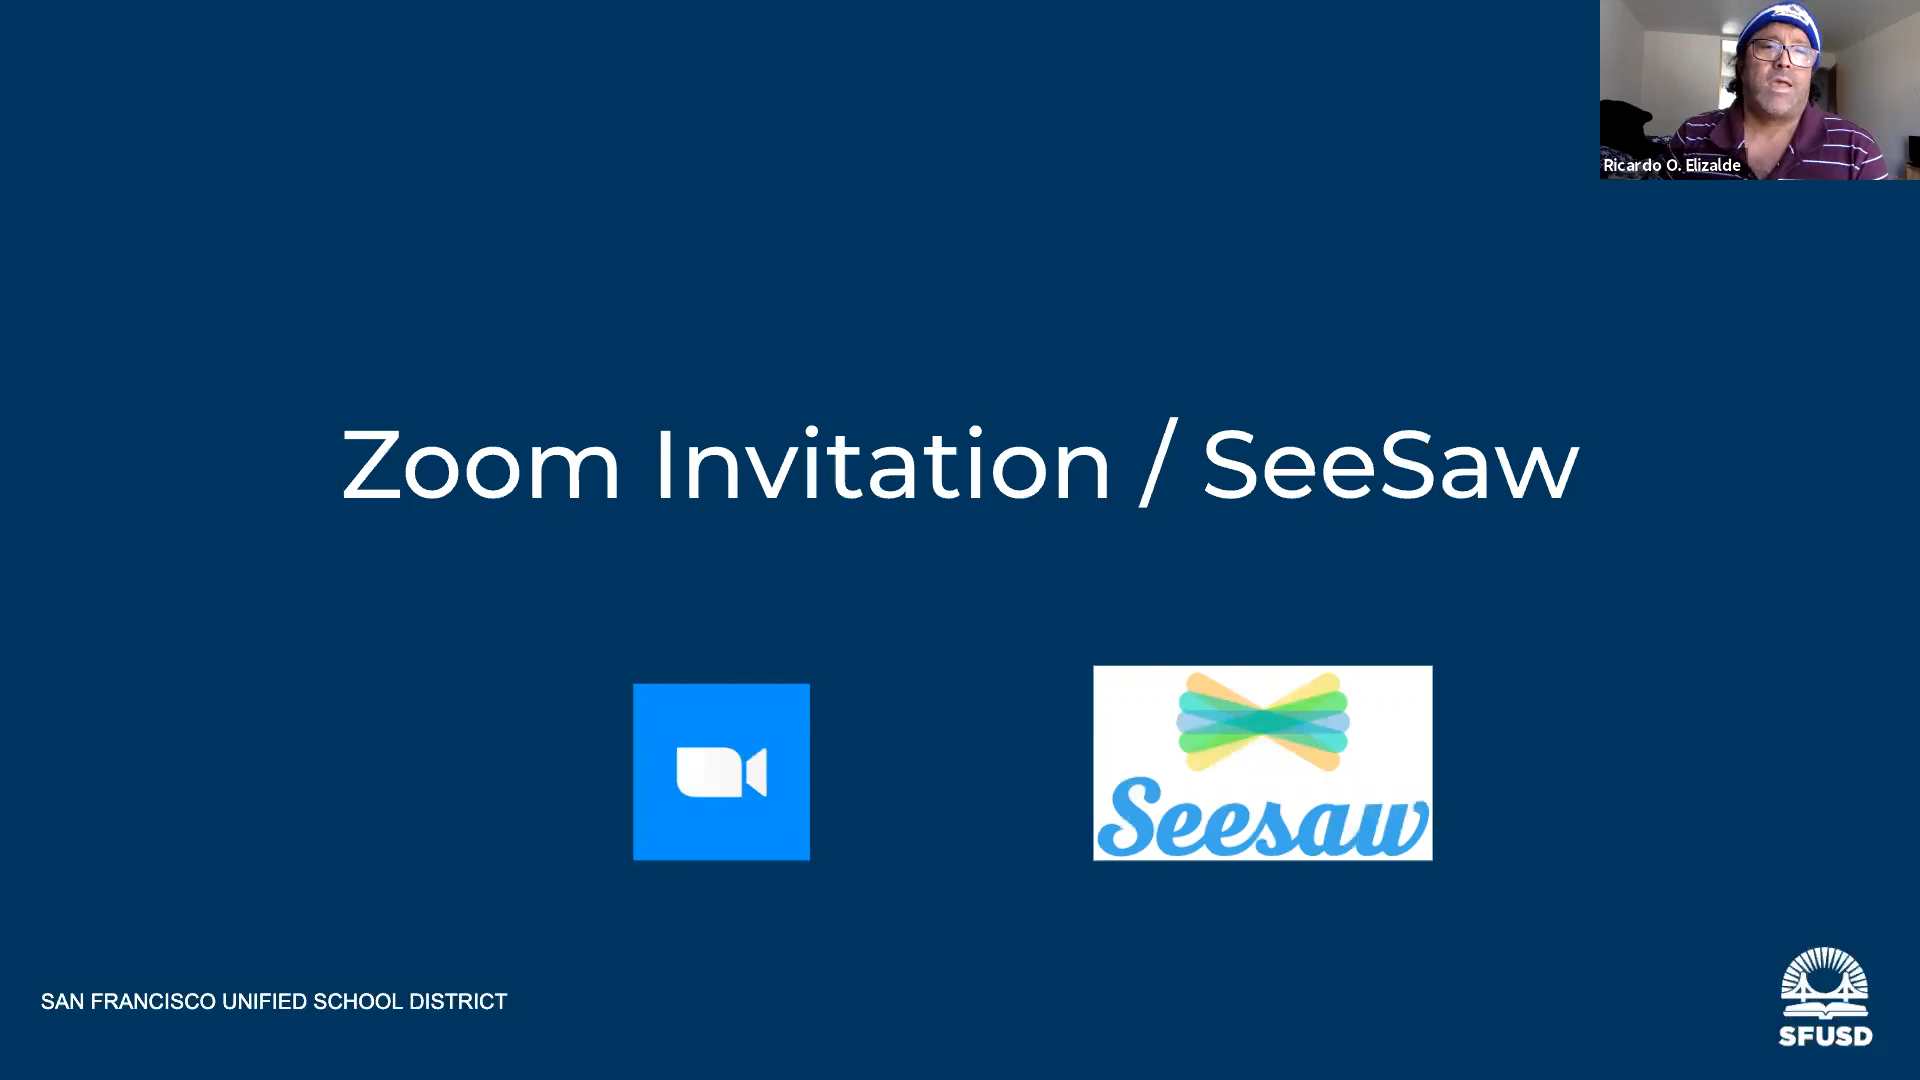 Ricardo O. Elizalde
Zoom Invitation / SeeSaw
Seesaw
SAN FRANCISCO UNIFIED SCHOOL DISTRICT
SFUSD